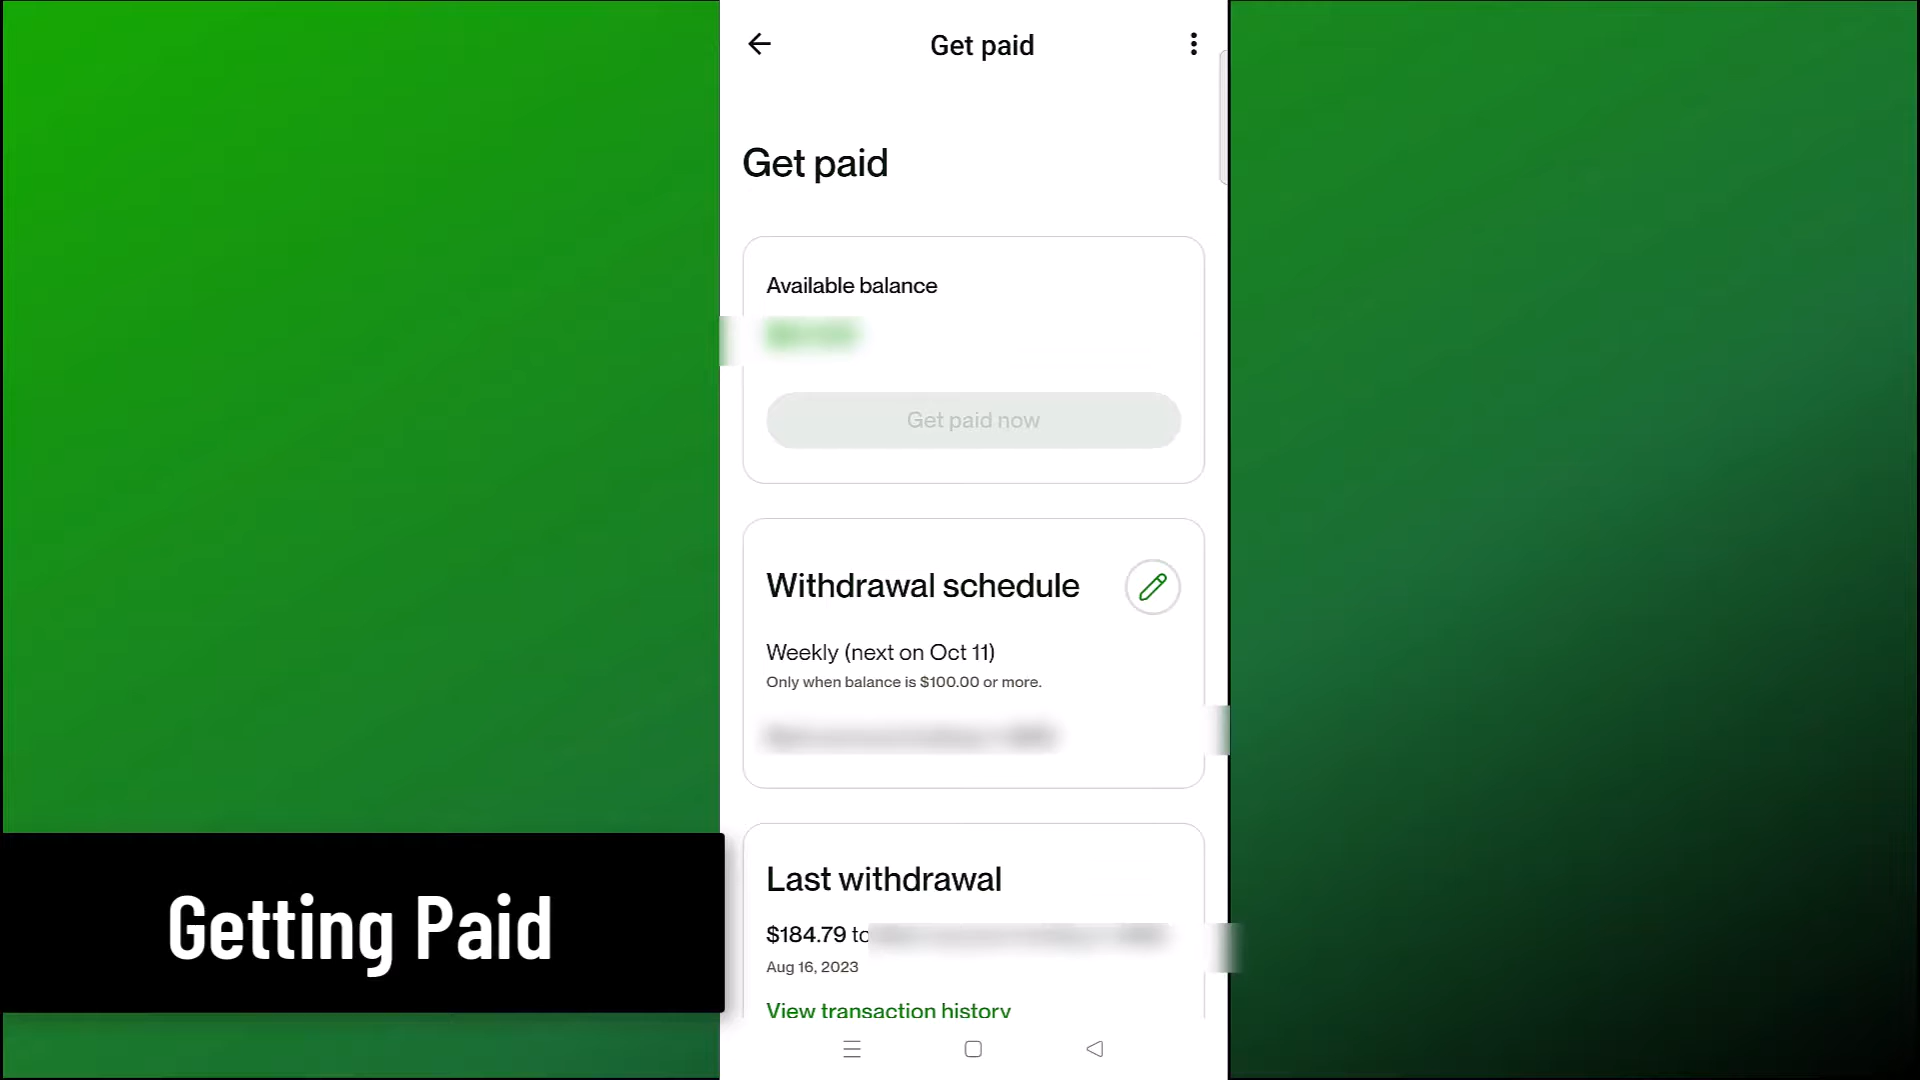 Get paid
Get paid
Available balance
Get paid now
Withdrawal schedule
Weekly (next on Oct 11)
Only when balance is $100.00 or more.
Last withdrawal
$184.79 to
Aug 16, 2023
View transaction history
Getting Paid